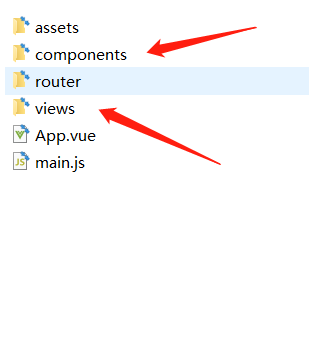 assets
components
router
views
App.vue
main.js